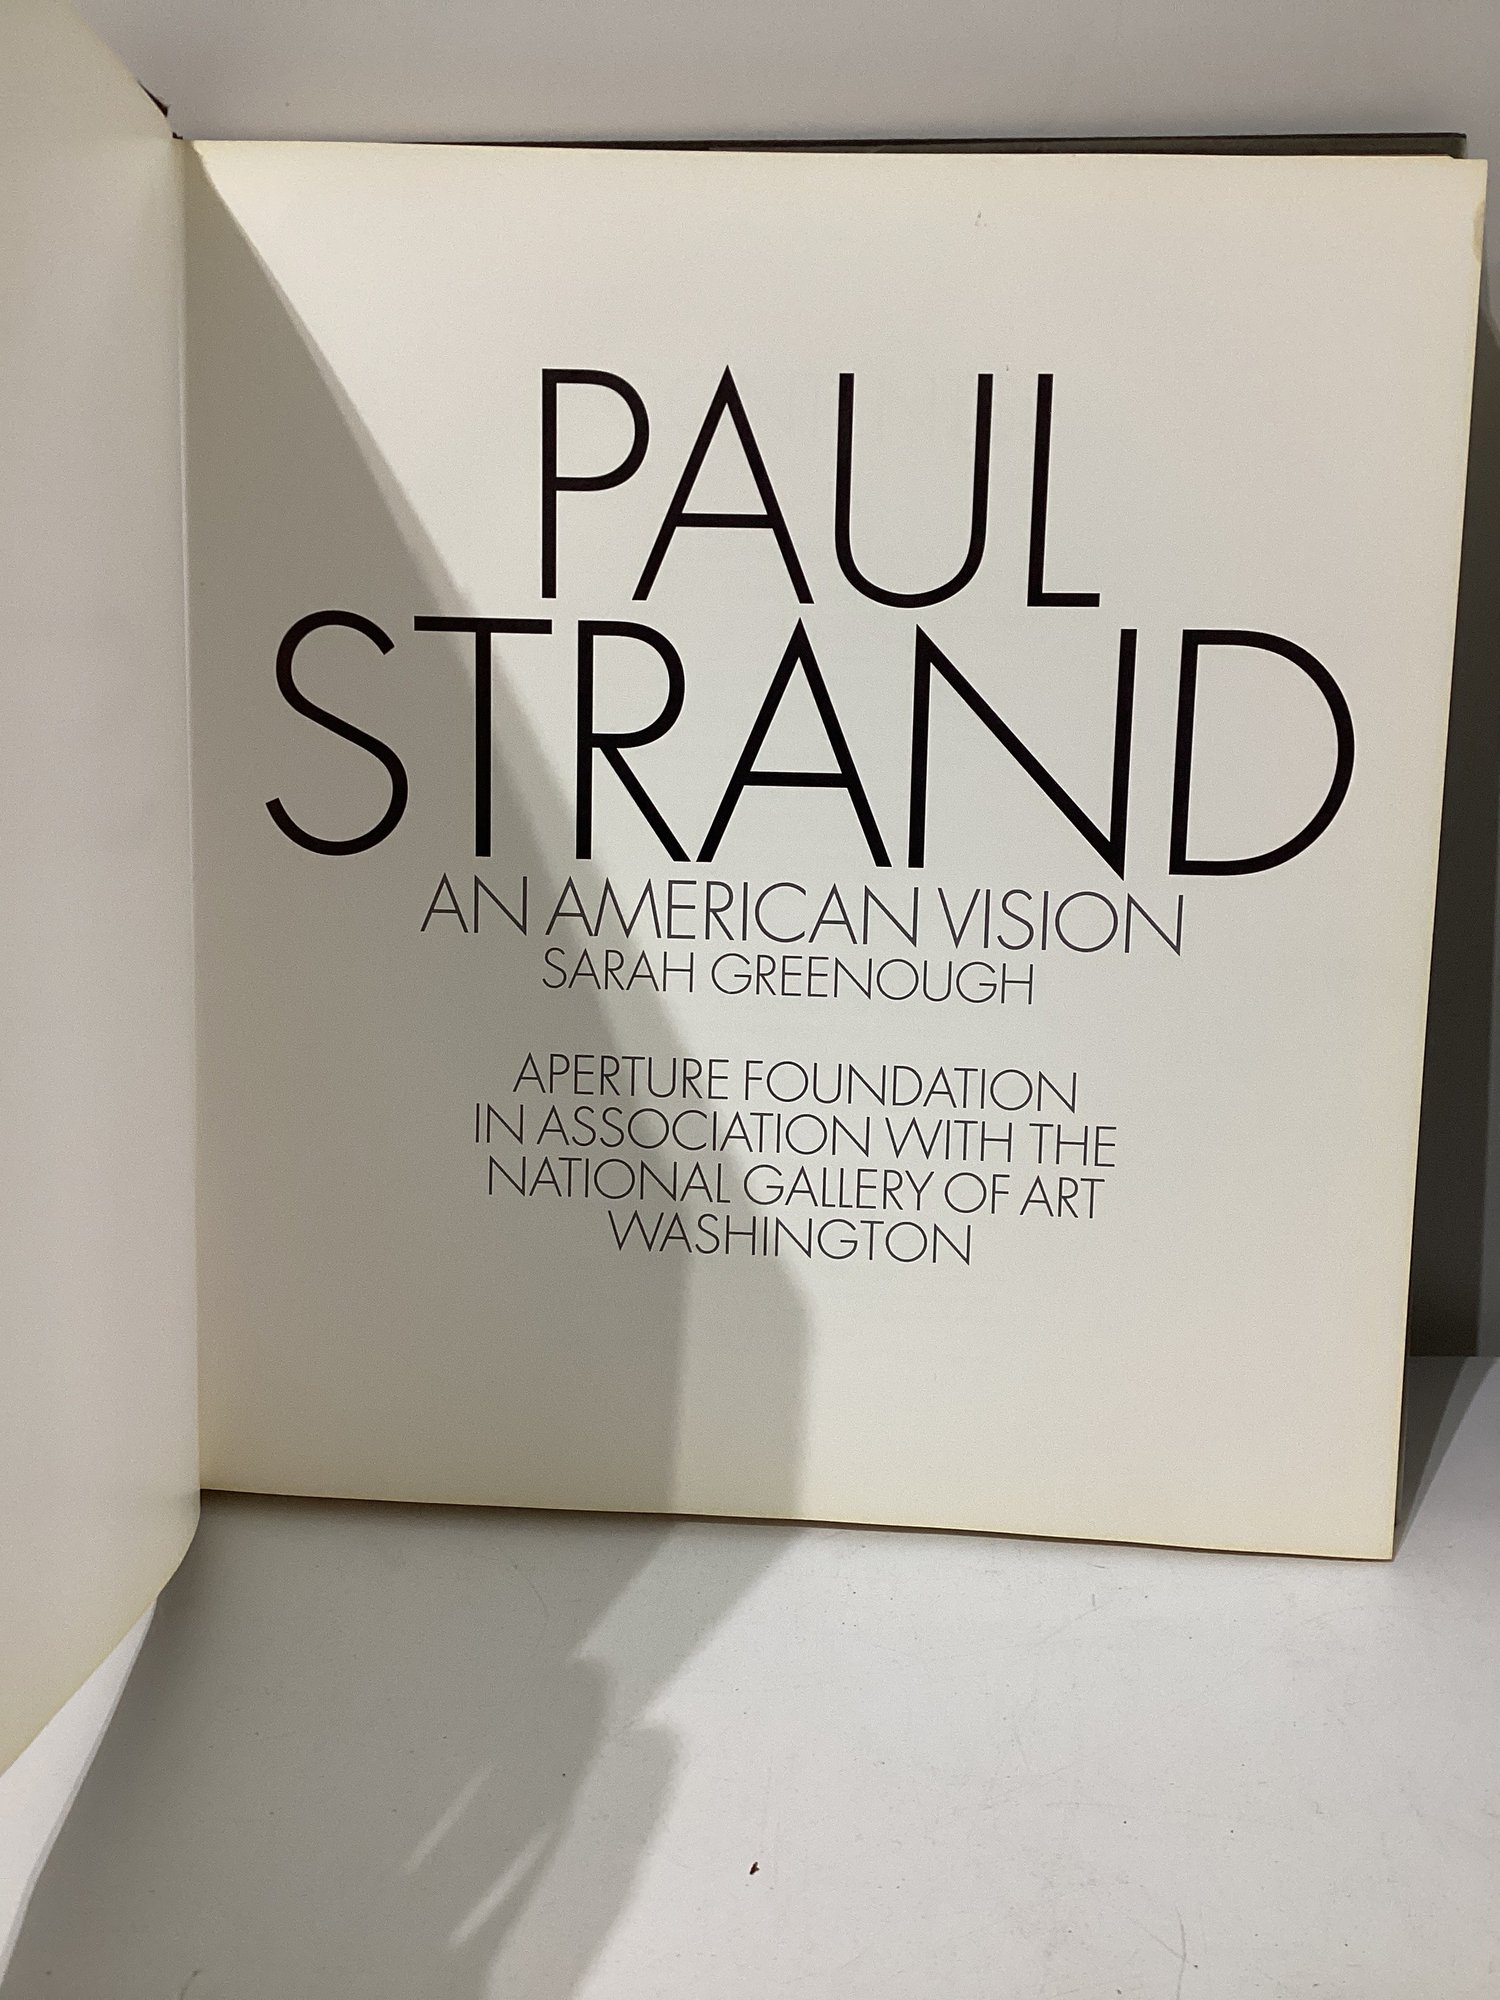 PAUL
STRAND
AN AMERICAN VISION
SARAH GREENOUGH
APERTURE FOUNDATION
IN ASSOCIATION WITH THE
NATIONAL GALLERY OF ART
WASHINGTON